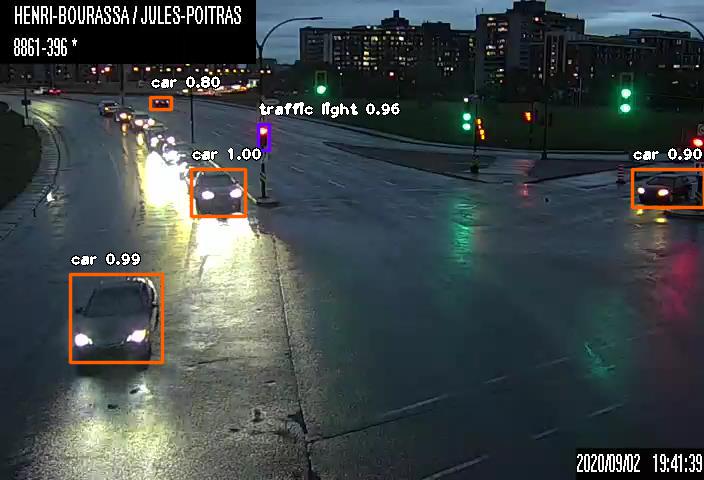 HENRI-BOURASSA / JULES-POITRAS
8861-396 *
car 0.80
traffic light 0.96
car 1.00
car 0.90
car 0.99
2020/09/02 19:41:39